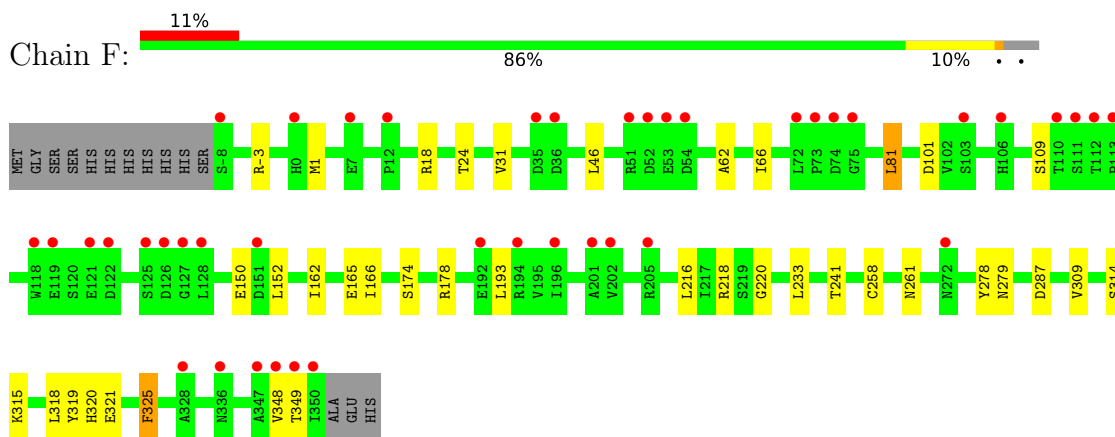 11%
Chain F:
86%
10%
• •
MET GLY SER SER HIS HIS HIS HIS HIS HIS SER S-8 R-3 H0 M1 E7 P12 R18 T24 V31 D35 D36 L46 R51 D52 E53 D54 A62 I66 L72 P73 D74 G75 L81 D101 V102 S103 H106 S109 T110 S111 T112 R113
W118 E119 S120 E121 D122 S125 D126 G127 L128 E150 D151 L152 I162 E165 I166 S174 R178 E192 L193 R194 V195 I196 A201 V202 R205 L216 I217 R218 S219 G220 L233 T241 C258 N261 N272 Y278 N279 D287 V309 S314
K315 L318 Y319 H320 E321 F325 A328 N336 A347 V348 T349 I350 ALA GLU HIS